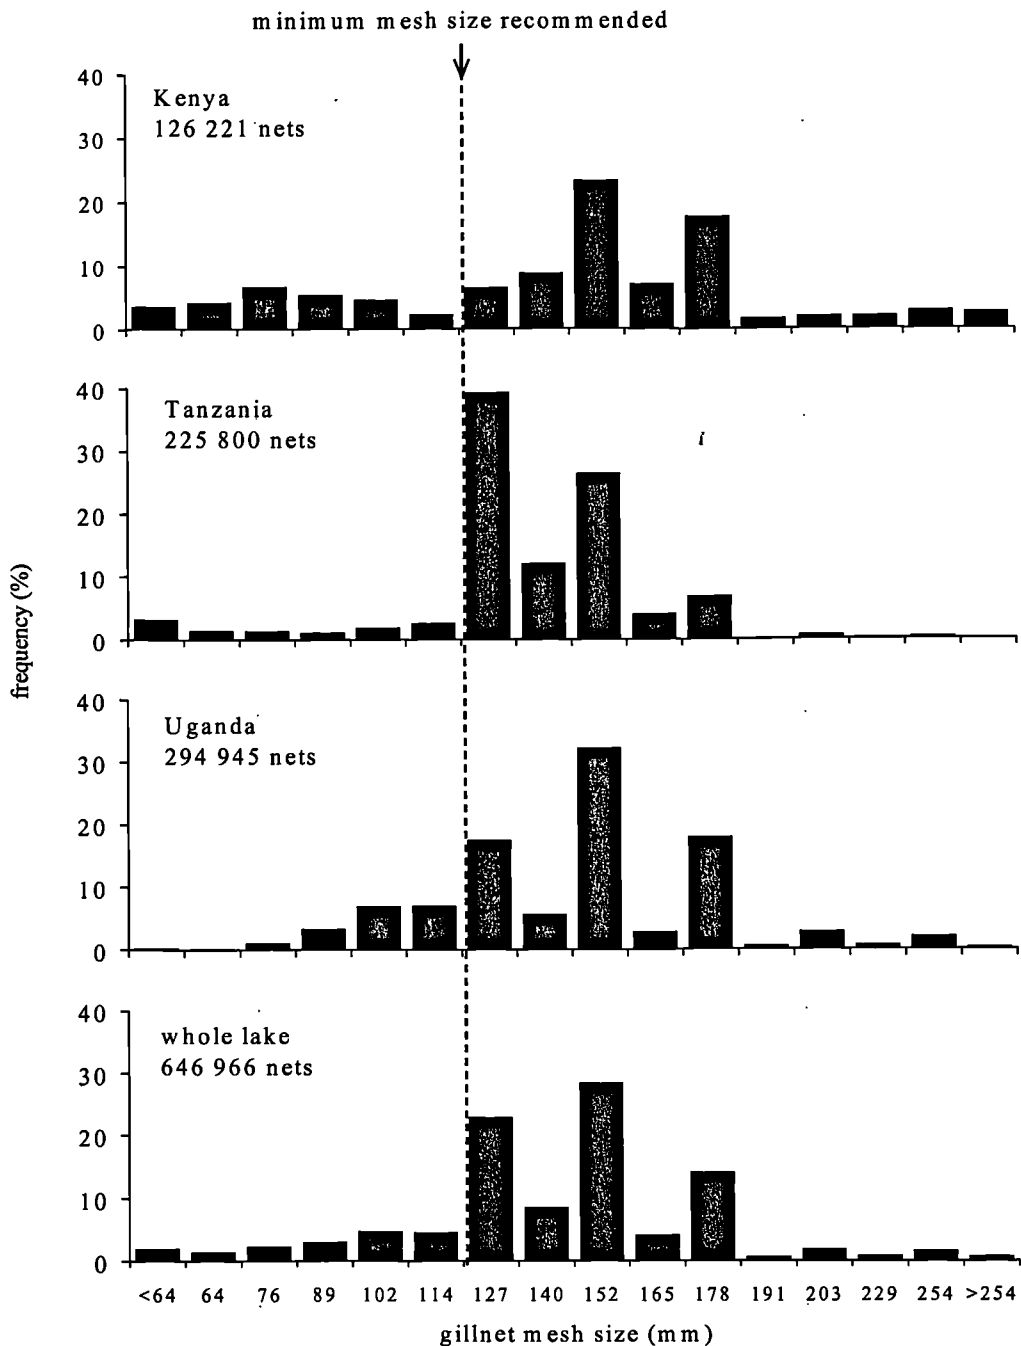 minimum mesh size recommended
40
Kenya
126 221 nets
30
20
10
0
40
Tanzania
225 800 nets
30
20
10
0
frequency (%)
40
Uganda
294 945 nets
30
20
10
0
40
whole lake
646 966 nets
30
20
10
0
<64 64 76 89 102 114 127 140 152 165 178 191 203 229 254 >254
gillnet mesh size (mm)